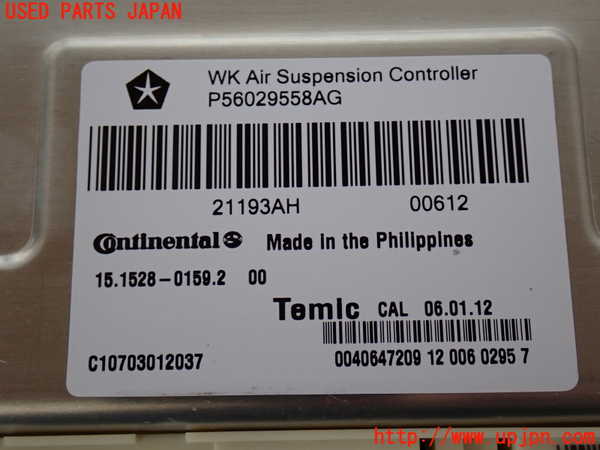 USED PARTS JAPAN
WK Air Suspension Controller
P56029558AG
21193AH 00612
Continental Made in the Philippines
15.1528-0159.2 00
Temic CAL 06.01.12
C10703012037 0040647209 12 006 0295 7
http://www.upjpn.com/